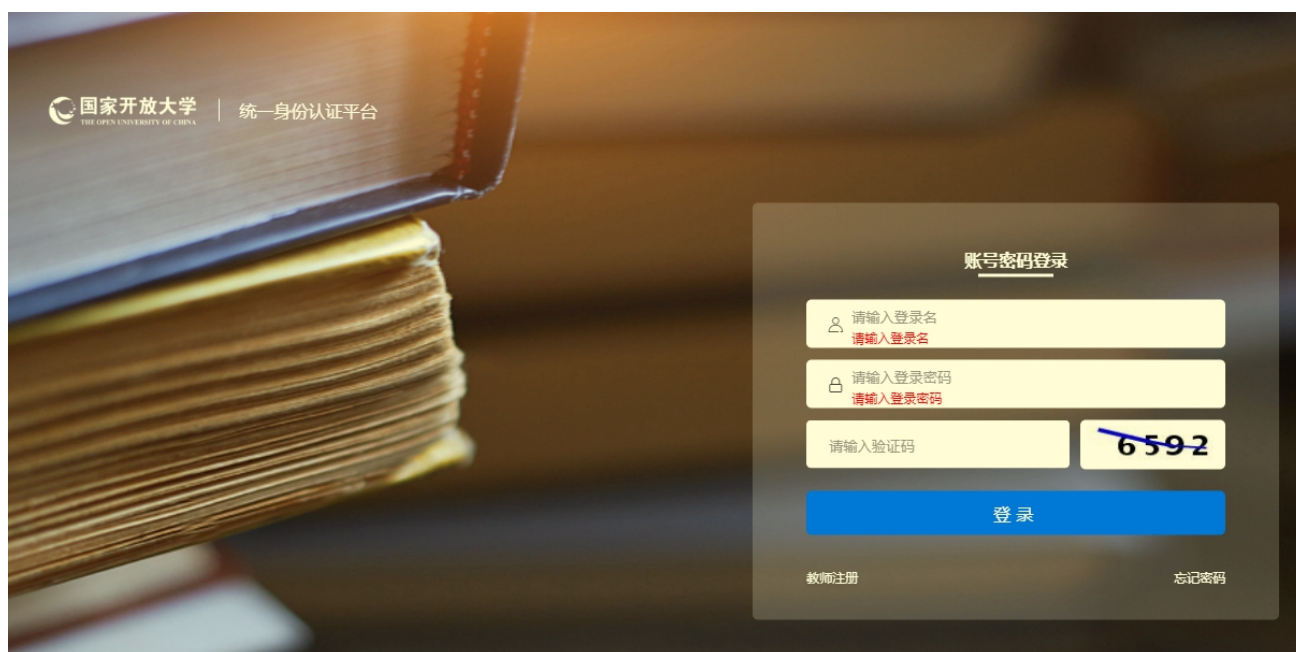 国家开放大学
THE OPEN UNIVERSITY OF CHINA
统一身份认证平台
账号密码登录
请输入登录名
请输入登录名
请输入登录密码
请输入登录密码
请输入验证码
6592
登 录
教师注册
忘记密码